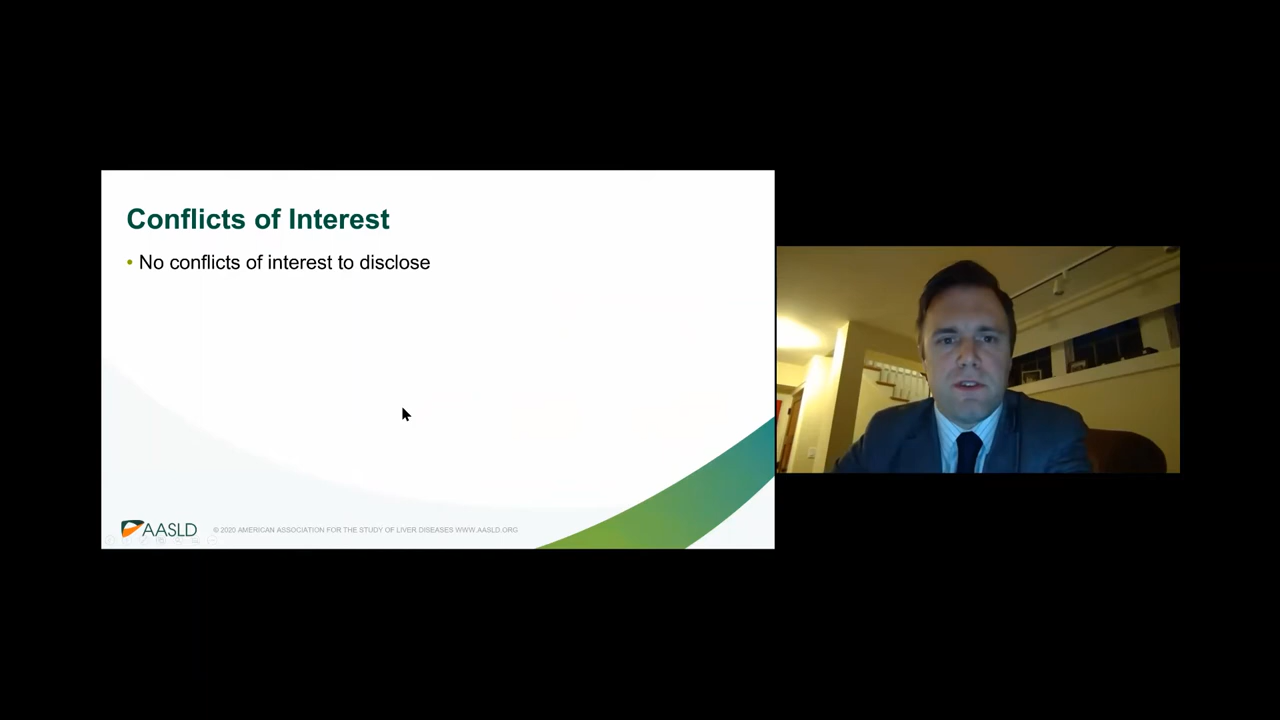 Conflicts of Interest
• No conflicts of interest to disclose
AASLD
© 2020 AMERICAN ASSOCIATION FOR THE STUDY OF LIVER DISEASES WWW.AASLD.ORG